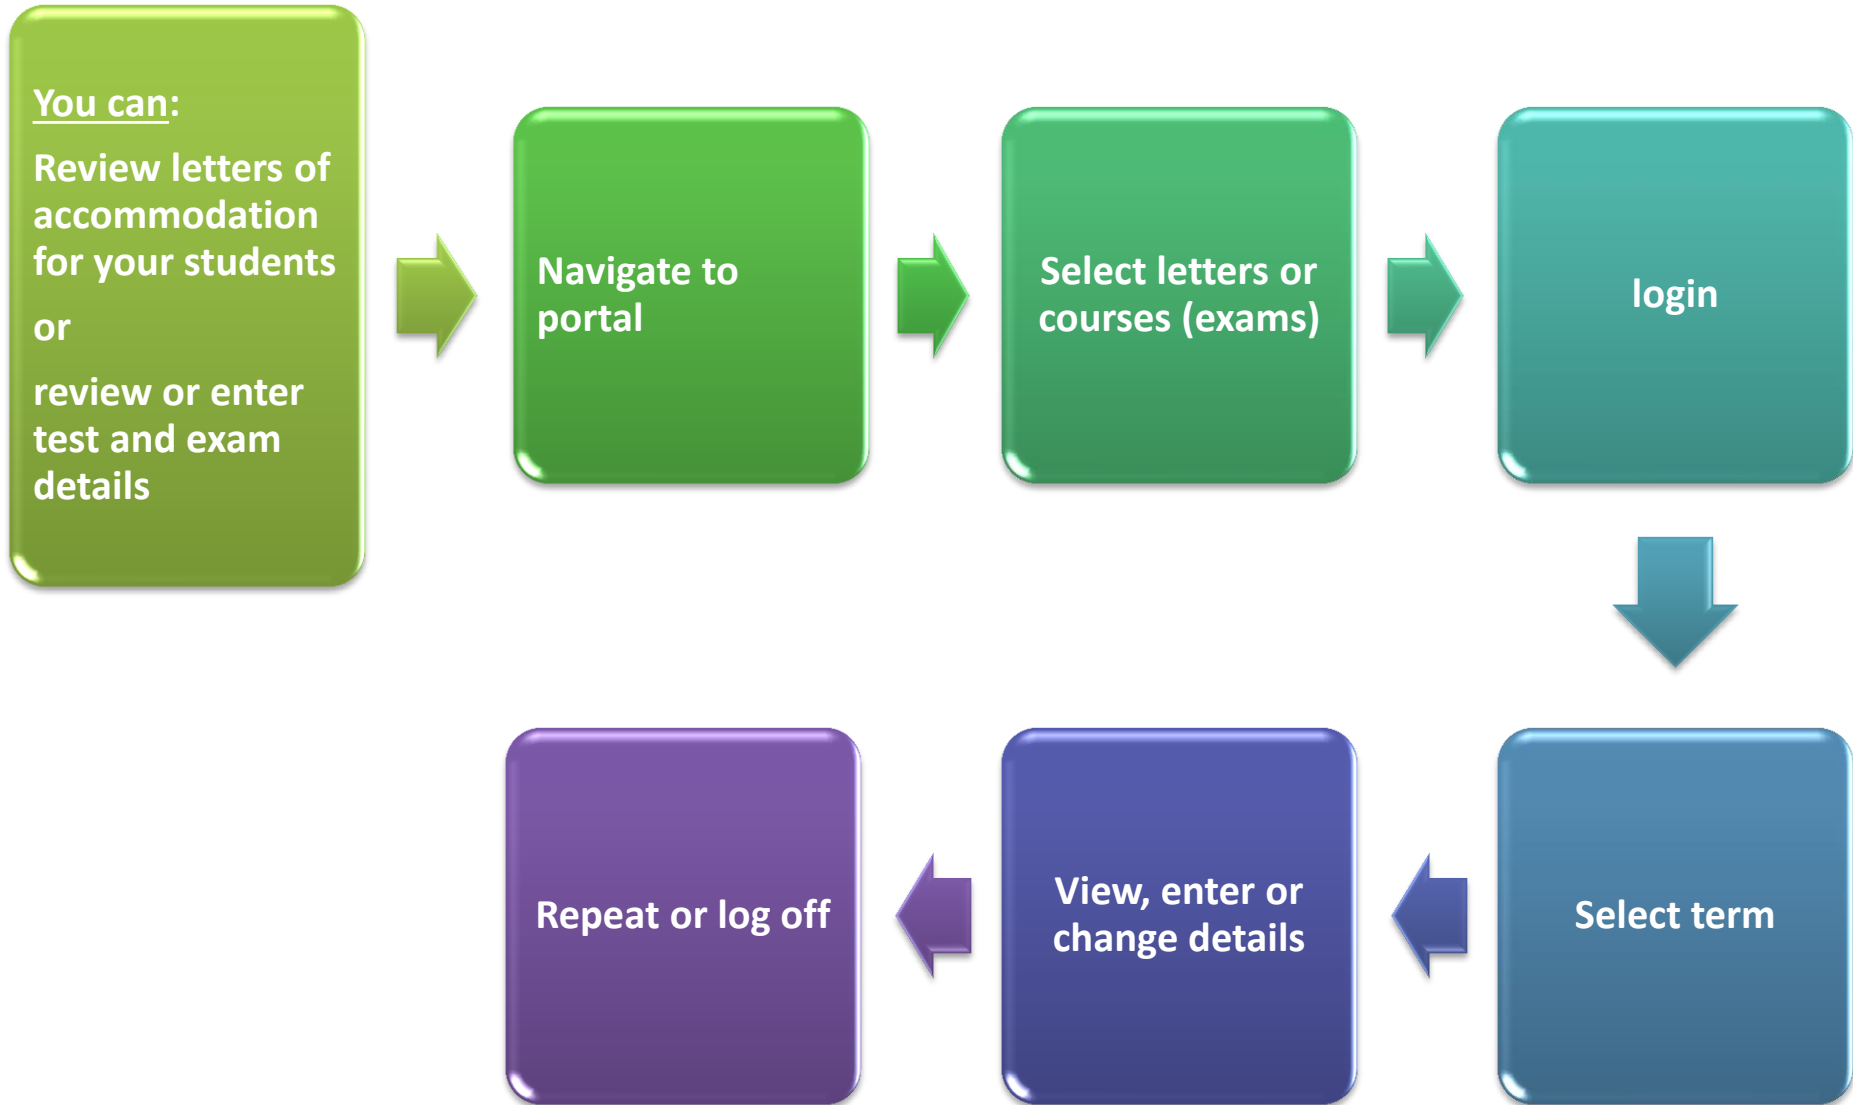 You can:
Review letters of
accommodation
for your students
or
review or enter
test and exam
details
Navigate to
portal
Select letters or
courses (exams)
login
Select term
View, enter or
change details
Repeat or log off